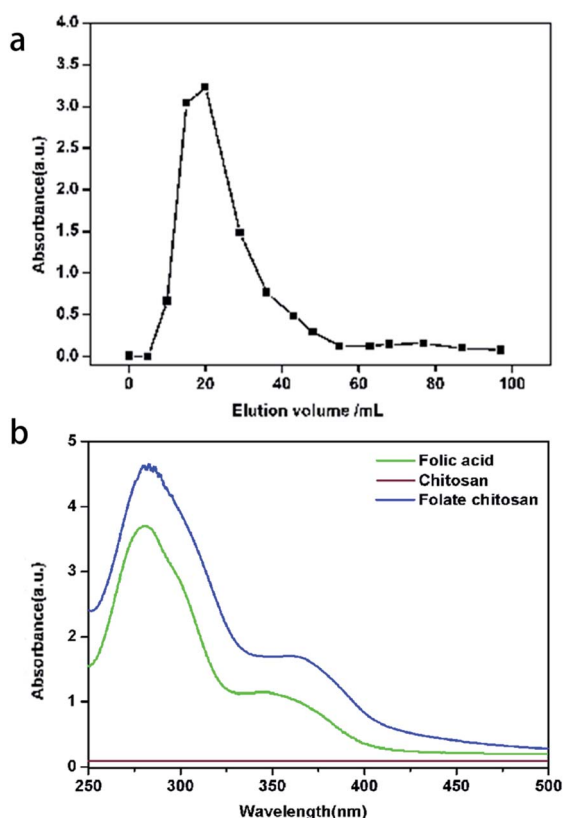 a
4.0
3.5
3.0
2.5
2.0
1.5
1.0
0.5
0.0
Absorbance(a.u.)
0 20 40 60 80 100
Elution volume /mL
b
5
4
3
2
1
0
Absorbance(a.u.)
Folic acid
Chitosan
Folate chitosan
250 300 350 400 450 500
Wavelength(nm)